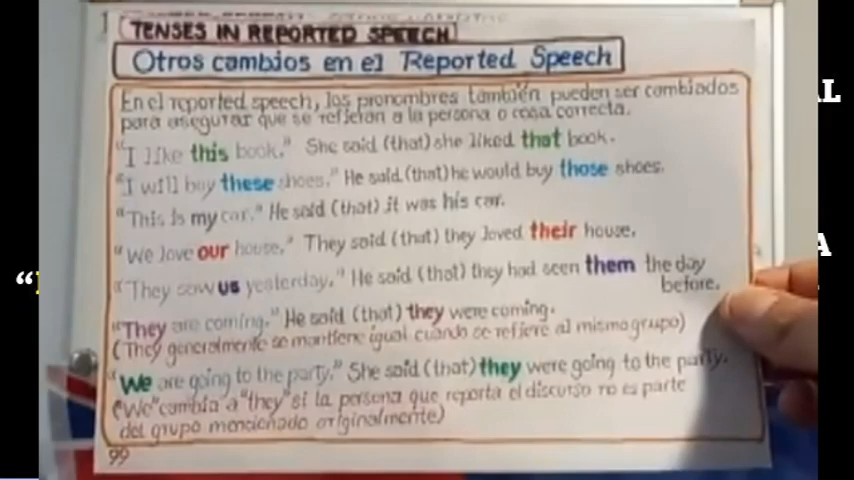 TENSES IN REPORTED SPEECH
Otros cambios en el Reported Speech
En el reported speech, los pronombres también pueden ser cambiados
para asegurar que se refieran a la persona o cosa correcta.
"I like this book." She said (that) she liked that book.
"I will buy these shoes." He said (that) he would buy those shoes.
"This is my car." He said (that) it was his car.
"We love our house." They said (that) they loved their house.
"They saw us yesterday." He said (that) they had seen them the day
before.
"They are coming." He said (that) they were coming.
(They generalmente se mantiene igual cuando se refiere al mismo grupo)
"We are going to the party." She said (that) they were going to the party.
("We" cambia a "they" si la persona que reporta el discurso no es parte
del grupo mencionado originalmente)
99